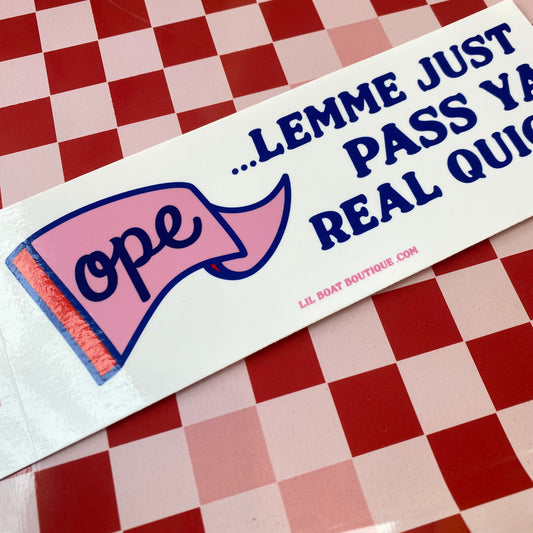 ope
...LEMME JUST
PASS YA
REAL QUIC
LIL BOAT BOUTIQUE .COM